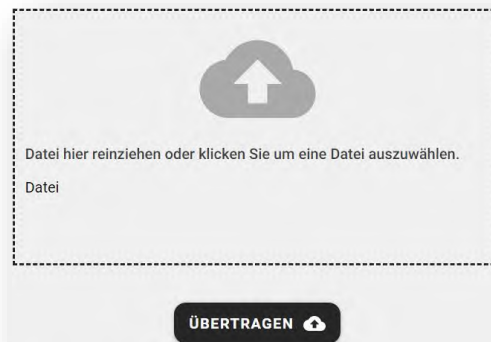 Datei hier reinziehen oder klicken Sie um eine Datei auszuwählen.
Datei
ÜBERTRAGEN